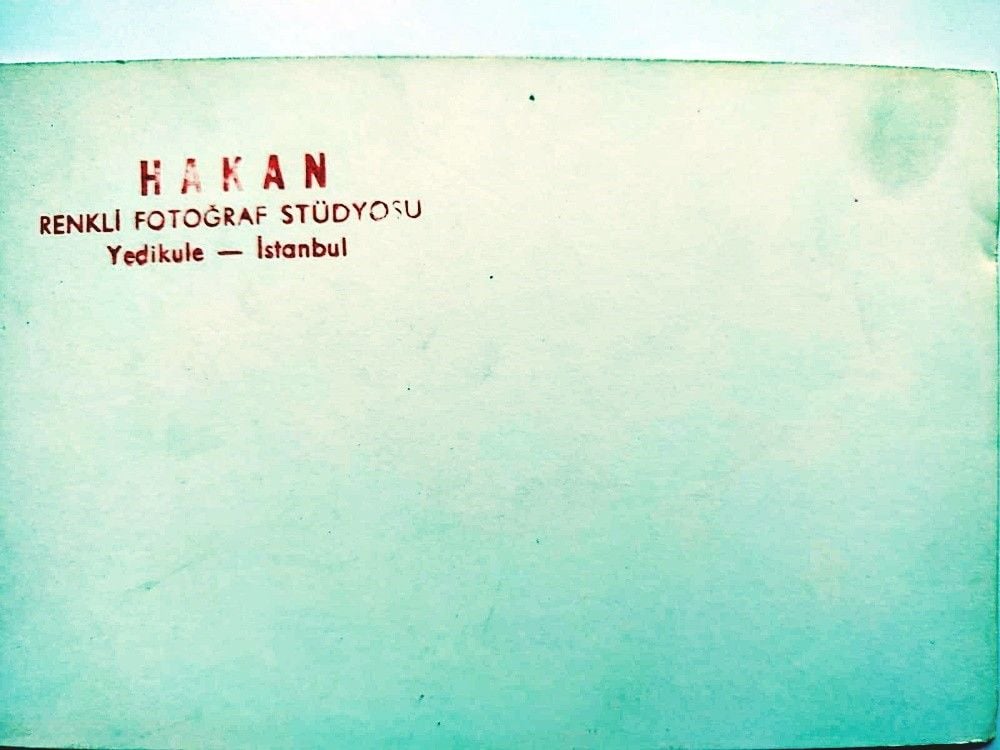 HAKAN
RENKLİ FOTOĞRAF STÜDYOSU
Yedikule — İstanbul